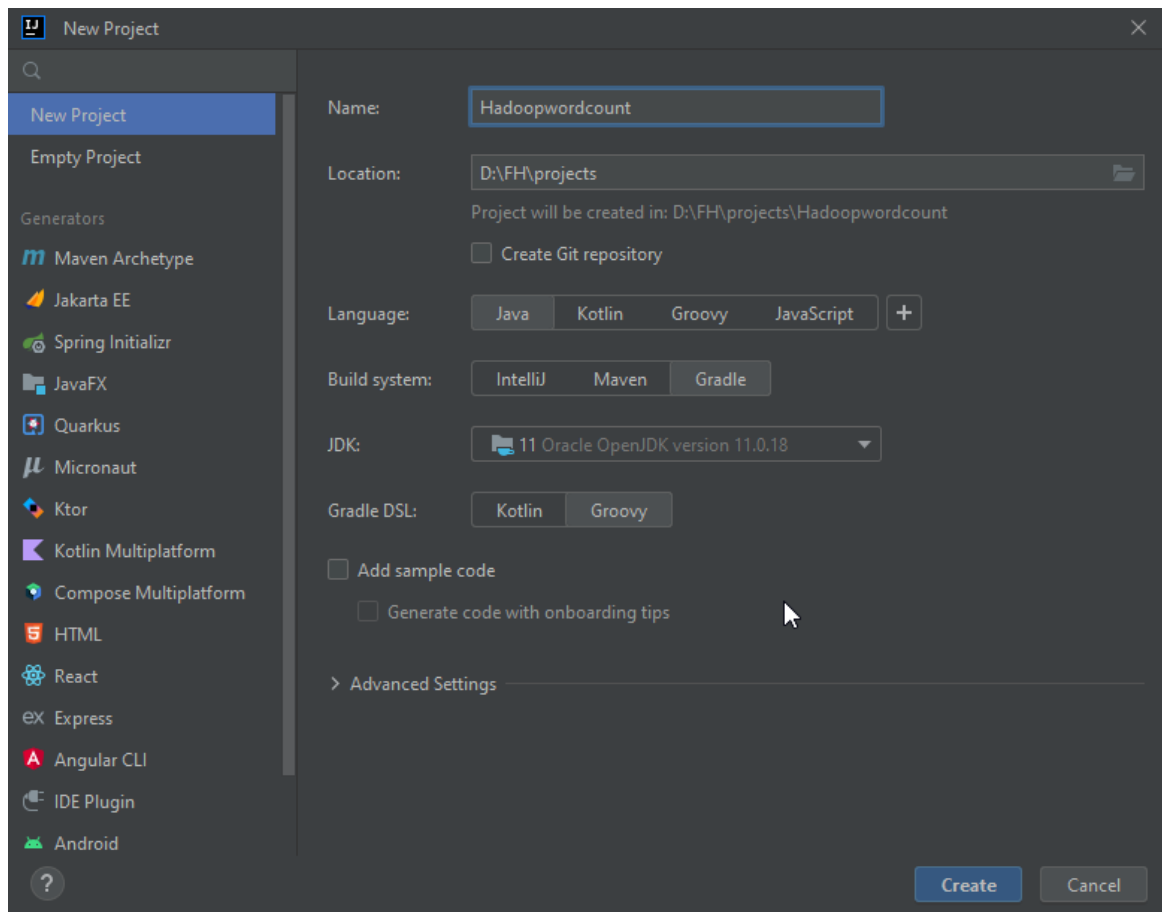 New Project
New Project
Empty Project
Generators
Maven Archetype
Jakarta EE
Spring Initializr
JavaFX
Quarkus
Micronaut
Ktor
Kotlin Multiplatform
Compose Multiplatform
HTML
React
ex Express
Angular CLI
IDE Plugin
Android
?
Name: Hadoopwordcount
Location: D:\FH\projects
Project will be created in: D:\FH\projects\Hadoopwordcount
Create Git repository
Language: Java Kotlin Groovy JavaScript +
Build system: IntelliJ Maven Gradle
JDK: 11 Oracle OpenJDK version 11.0.18
Gradle DSL: Kotlin Groovy
Add sample code
Generate code with onboarding tips
Advanced Settings
Create Cancel